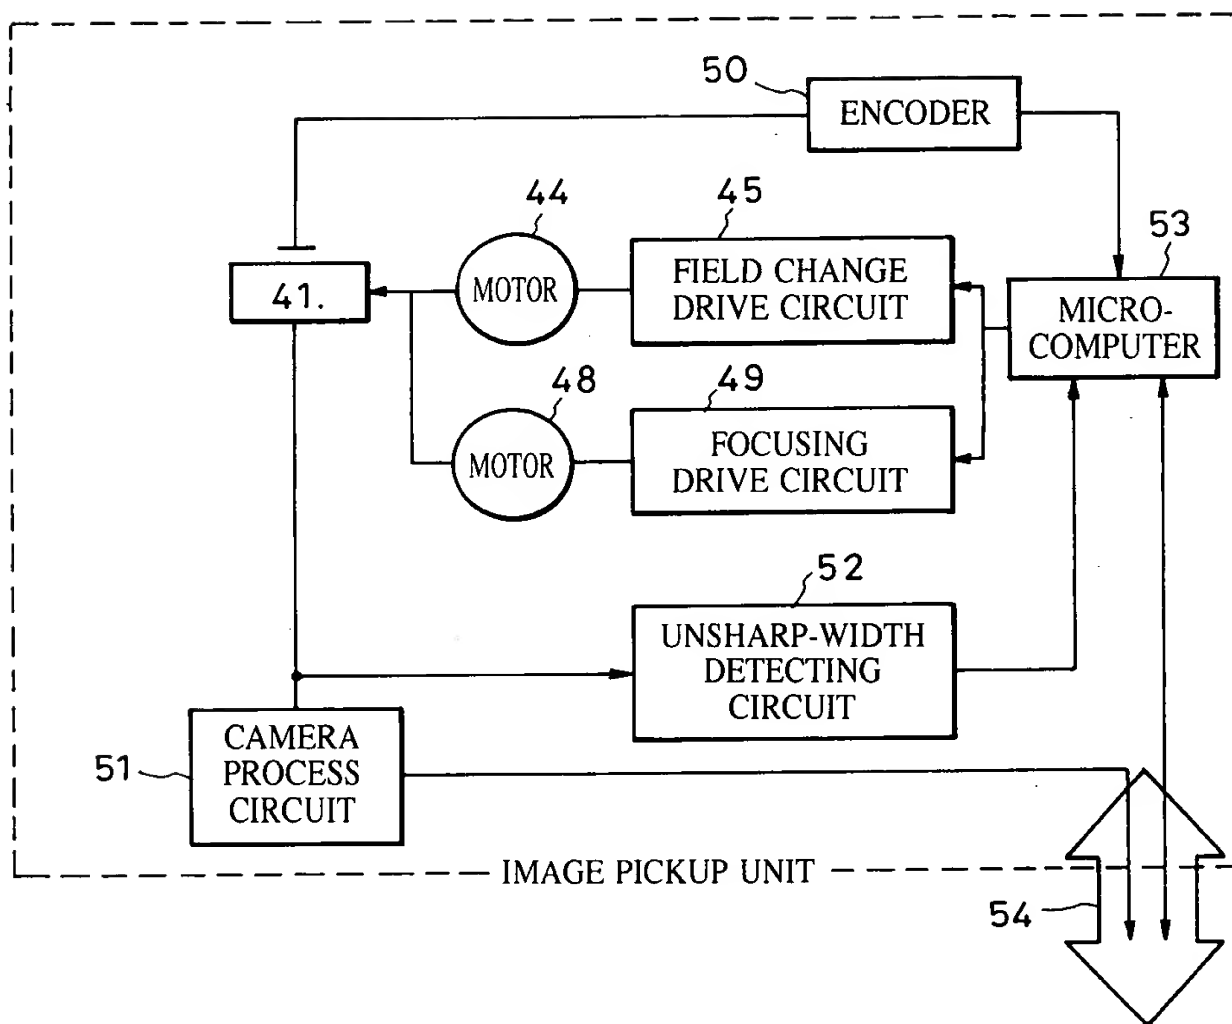 50
ENCODER
44
45
53
MOTOR
FIELD CHANGE
DRIVE CIRCUIT
41.
MICRO-
COMPUTER
48
49
MOTOR
FOCUSING
DRIVE CIRCUIT
52
UNSHARP-WIDTH
DETECTING
CIRCUIT
51
CAMERA
PROCESS
CIRCUIT
IMAGE PICKUP UNIT
54